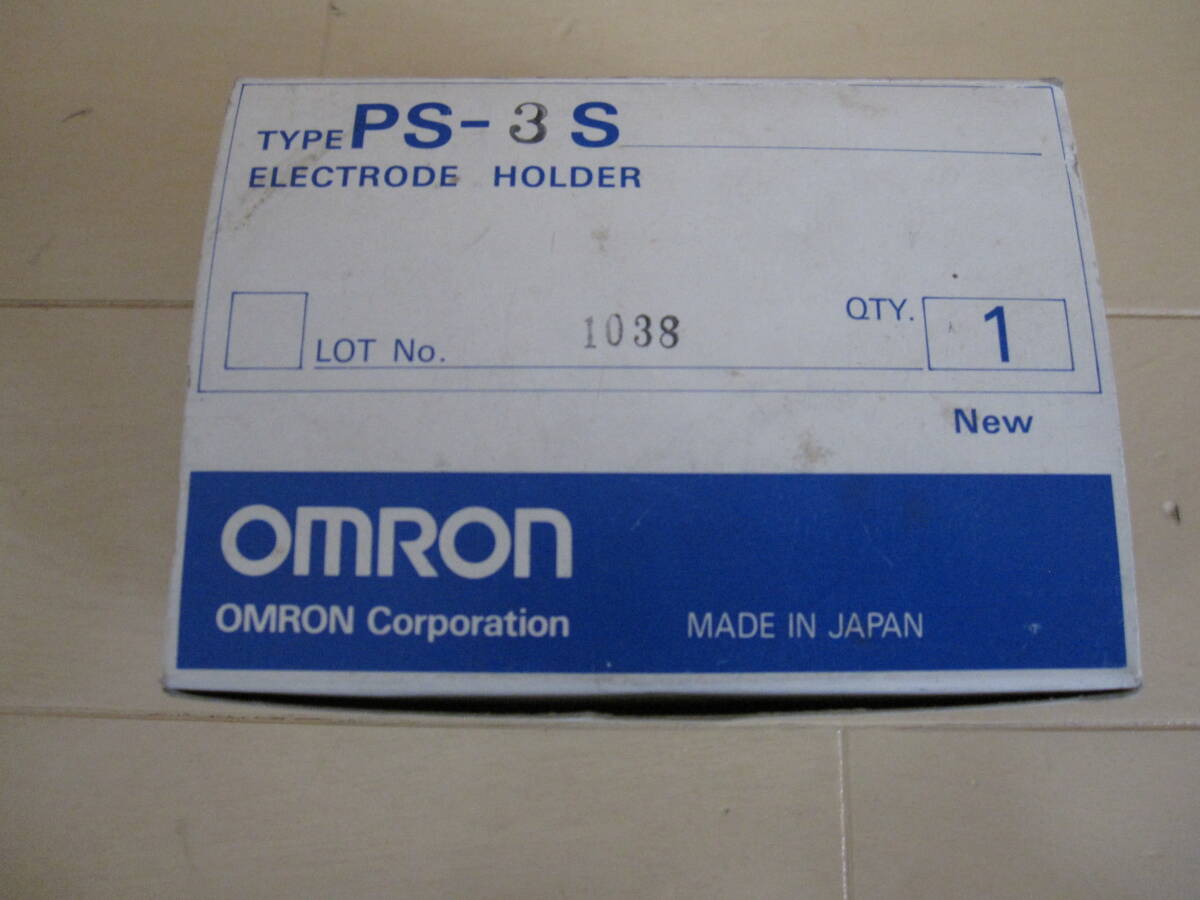 TYPE PS-3S
ELECTRODE HOLDER
LOT No. 1038 QTY. 1
New
OMRON
OMRON Corporation MADE IN JAPAN